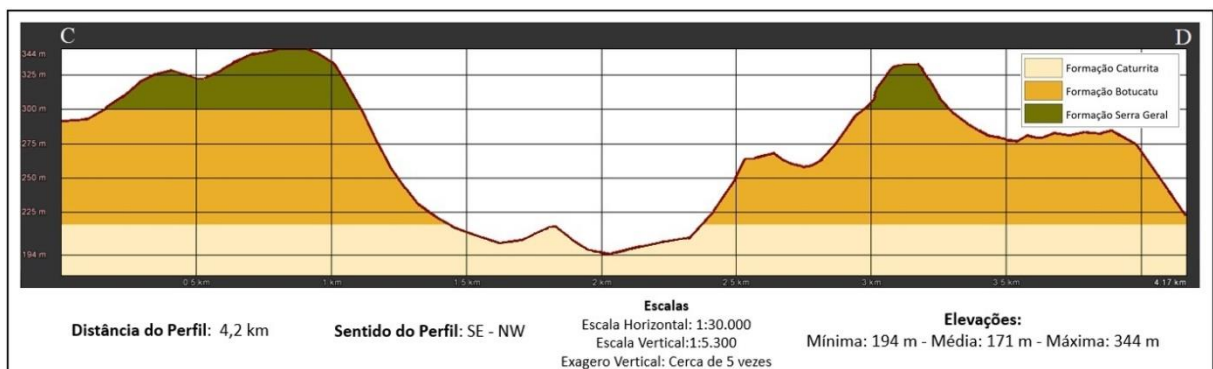 C
D
344 m
325 m
300 m
275 m
250 m
225 m
194 m
Formação Caturrita
Formação Botucatu
Formação Serra Geral
0.5 km
1 km
1.5 km
2 km
2.5 km
3 km
3.5 km
4.17 km
Distância do Perfil: 4,2 km
Sentido do Perfil: SE - NW
Escalas
Escala Horizontal: 1:30.000
Escala Vertical:1:5.300
Exagero Vertical: Cerca de 5 vezes
Elevações:
Mínima: 194 m - Média: 171 m - Máxima: 344 m